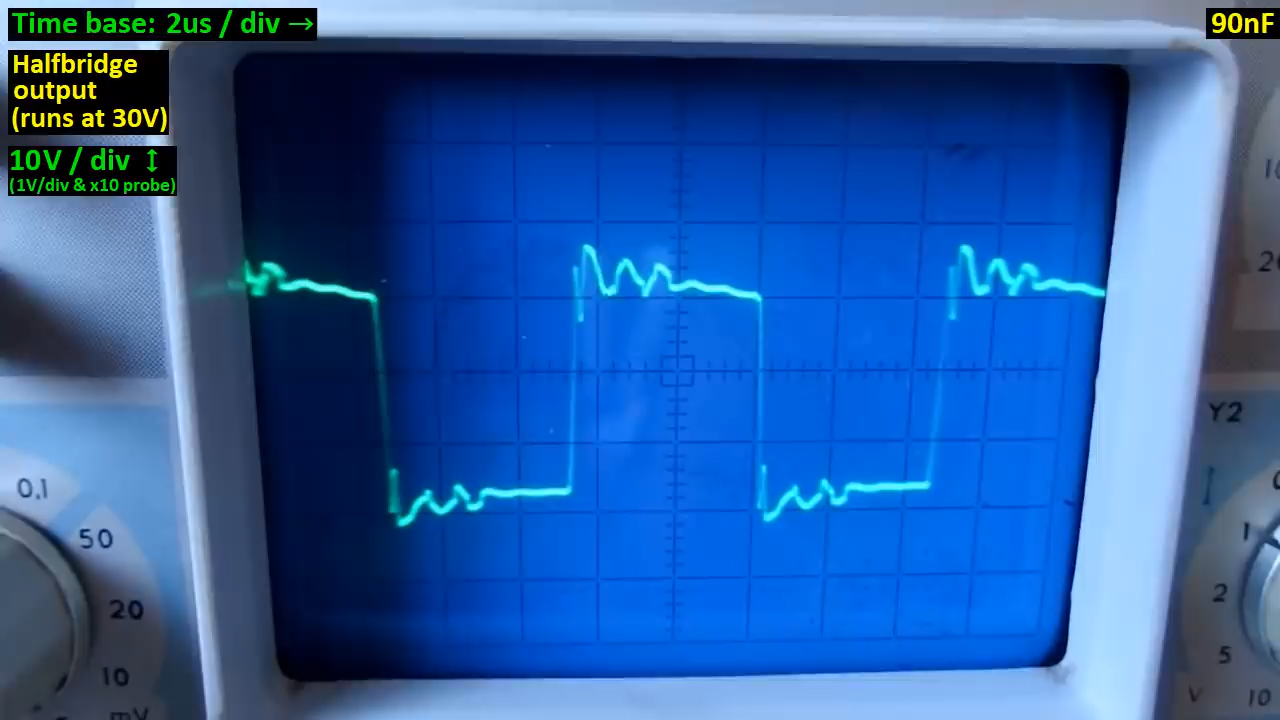 Time base: 2us / div →
90nF
Halfbridge
output
(runs at 30V)
10V / div ↕
(1V/div & x10 probe)
0,1
50
20
10
mV
Y2
1
2
5
V
10